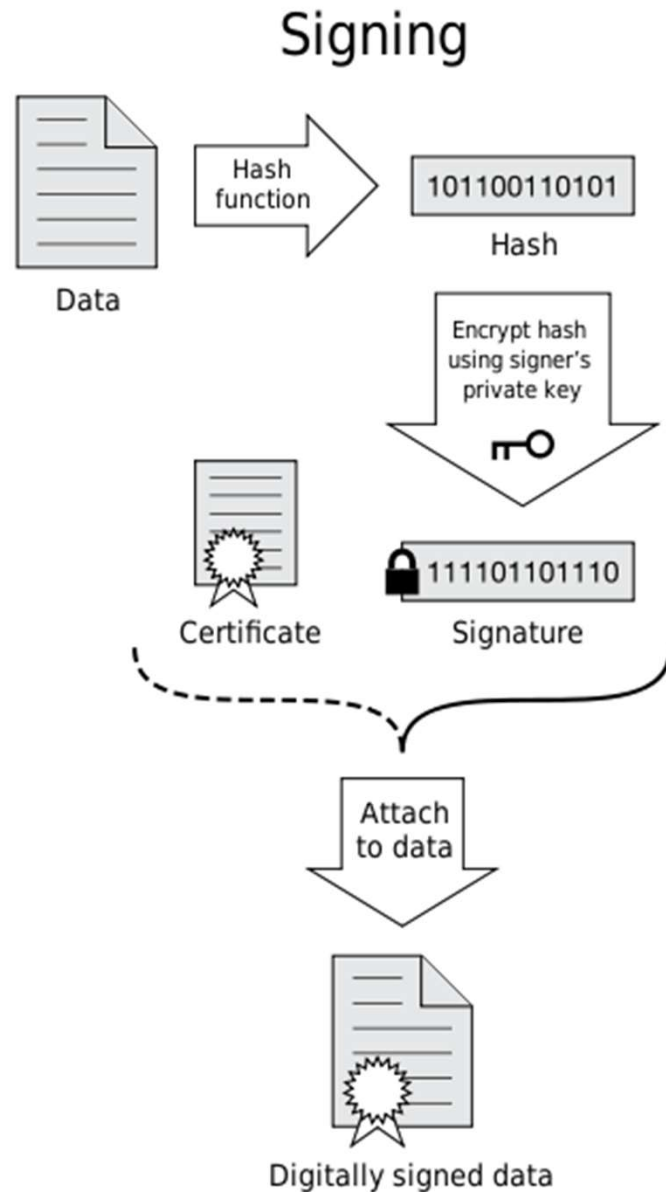 Signing
Hash
function
101100110101
Hash
Data
Encrypt hash
using signer's
private key
111101101110
Certificate
Signature
Attach
to data
Digitally signed data